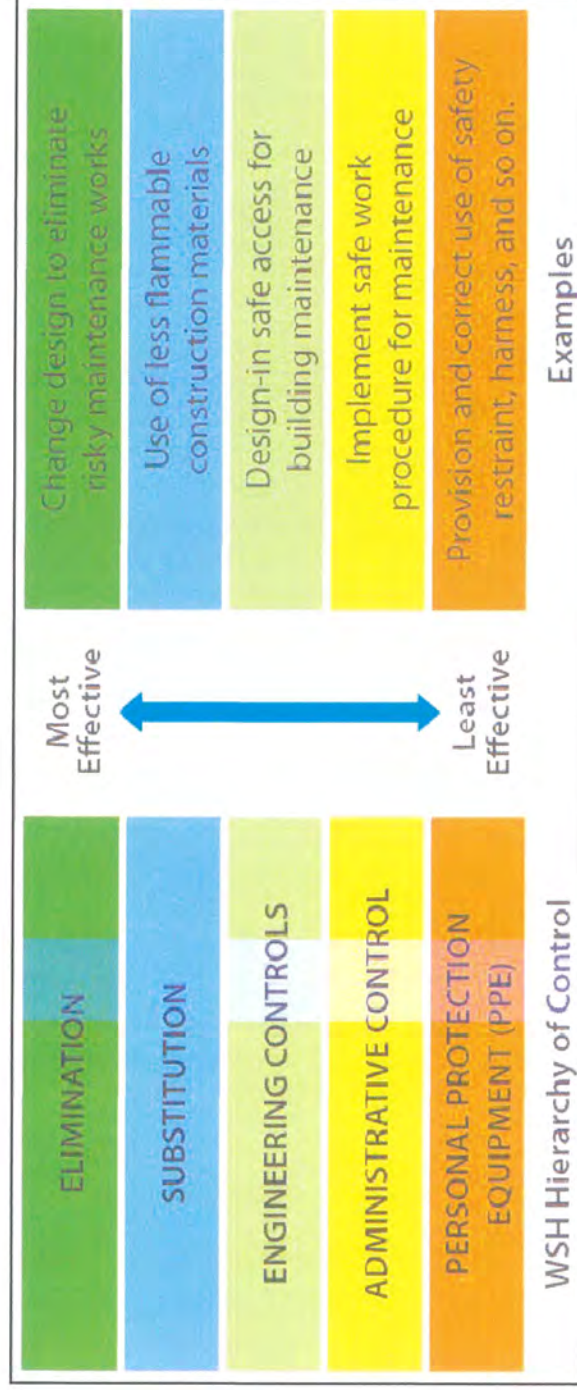 ELIMINATION
SUBSTITUTION
ENGINEERING CONTROLS
ADMINISTRATIVE CONTROL
PERSONAL PROTECTION
EQUIPMENT (PPE)
WSH Hierarchy of Control
Most
Effective
Least
Effective
Change design to eliminate
risky maintenance works
Use of less flammable
construction materials
Design-in safe access for
building maintenance
Implement safe work
procedure for maintenance
Provision and correct use of safety
restraint, harness, and so on.
Examples